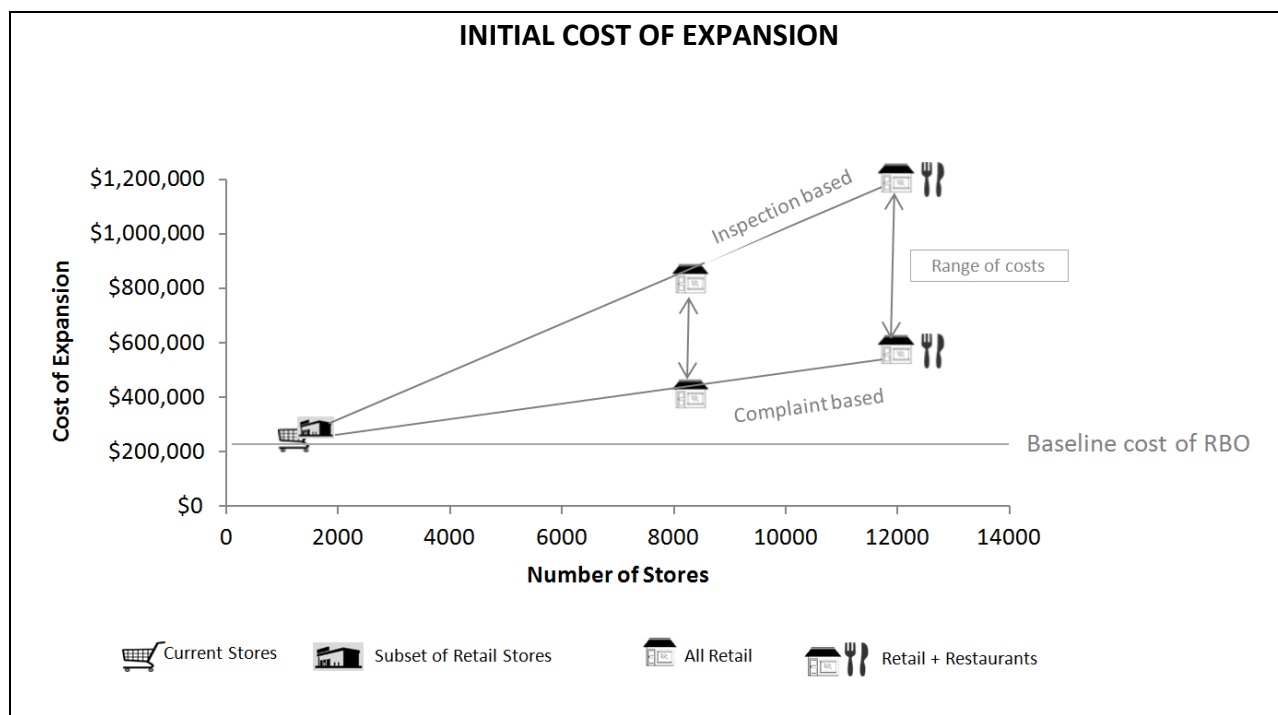 INITIAL COST OF EXPANSION
$1,200,000
$1,000,000
$800,000
$600,000
$400,000
$200,000
$0
Cost of Expansion
Inspection based
Range of costs
Complaint based
Baseline cost of RBO
0 2000 4000 6000 8000 10000 12000 14000
Number of Stores
Current Stores Subset of Retail Stores All Retail Retail + Restaurants